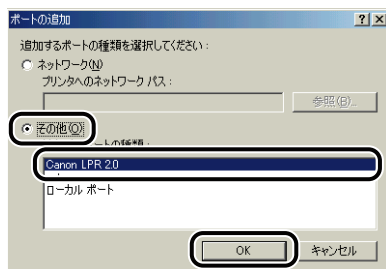 ポートの追加
追加するポートの種類を選択してください：
ネットワーク(N)
プリンタへのネットワーク パス：
参照(B)...
その他(O)
ートの種類：
Canon LPR 2.0
ローカル ポート
OK
キャンセル